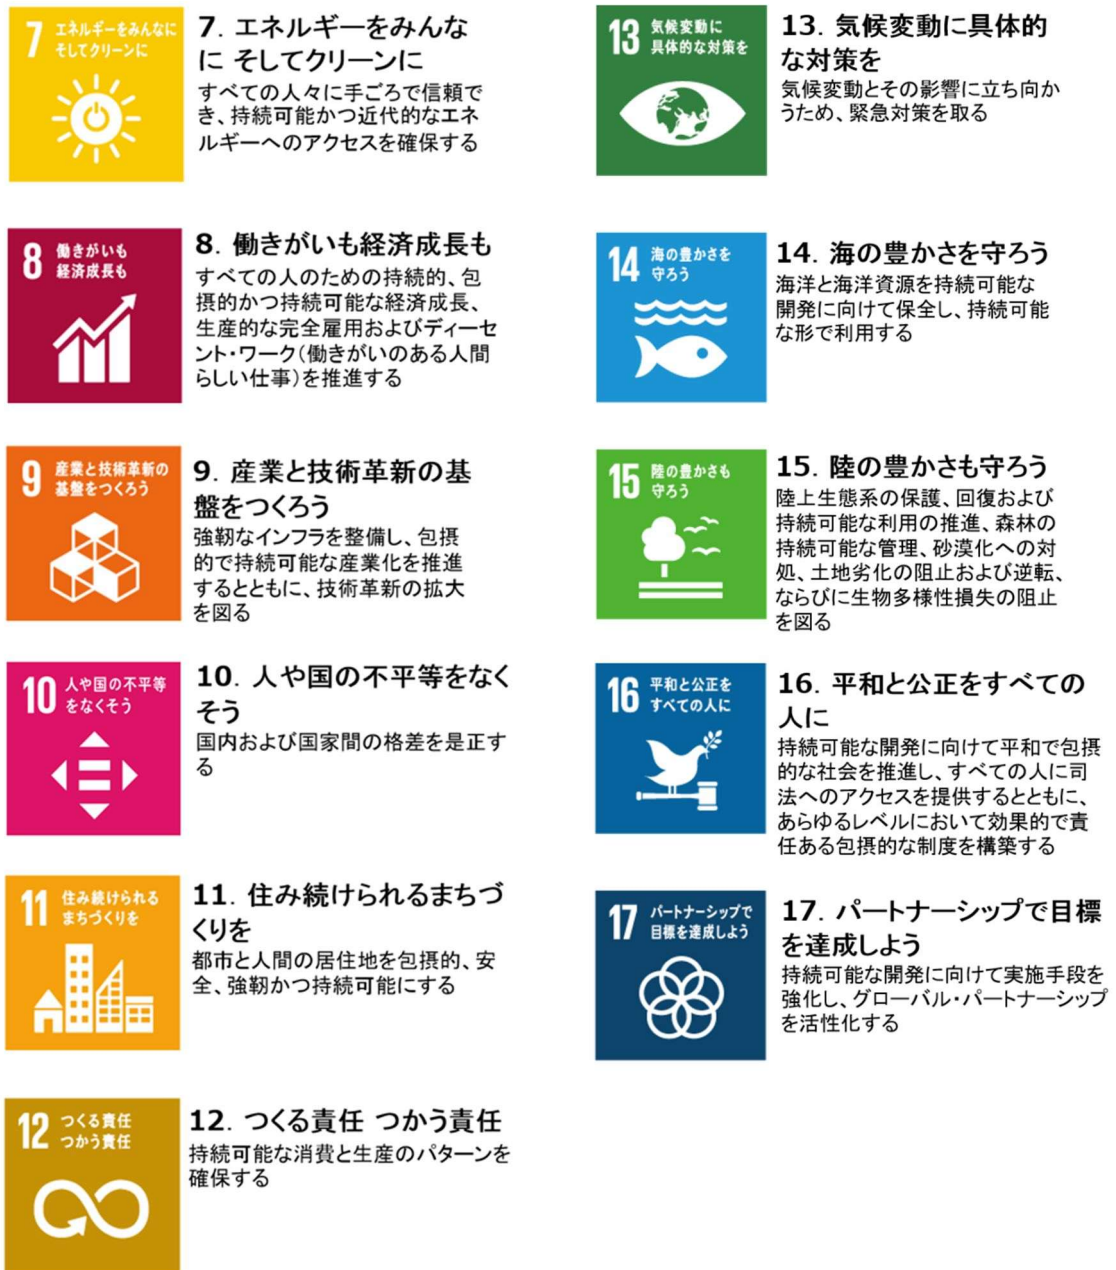 7 エネルギーをみんなに
そしてクリーンに
7. エネルギーをみんな
に そしてクリーンに
すべての人々に手ごろで信頼で
き、持続可能かつ近代的なエネ
ルギーへのアクセスを確保する
8 働きがいも
経済成長も
8. 働きがいも経済成長も
すべての人のための持続的、包
摂的かつ持続可能な経済成長、
生産的な完全雇用およびディーセ
ント・ワーク(働きがいのある人間
らしい仕事)を推進する
9 産業と技術革新の
基盤をつくろう
9. 産業と技術革新の基
盤をつくろう
強靭なインフラを整備し、包摂
的で持続可能な産業化を推進
するとともに、技術革新の拡大
を図る
10 人や国の不平等
をなくそう
10. 人や国の不平等をなく
そう
国内および国家間の格差を是正す
る
11 住み続けられる
まちづくりを
11. 住み続けられるまちづ
くりを
都市と人間の居住地を包摂的、安
全、強靭かつ持続可能にする
12 つくる責任
つかう責任
12. つくる責任 つかう責任
持続可能な消費と生産のパターンを
確保する
13 気候変動に
具体的な対策を
13. 気候変動に具体的
な対策を
気候変動とその影響に立ち向か
うため、緊急対策を取る
14 海の豊かさを
守ろう
14. 海の豊かさを守ろう
海洋と海洋資源を持続可能な
開発に向けて保全し、持続可能
な形で利用する
15 陸の豊かさも
守ろう
15. 陸の豊かさも守ろう
陸上生態系の保護、回復および
持続可能な利用の推進、森林の
持続可能な管理、砂漠化への対
処、土地劣化の阻止および逆転、
ならびに生物多様性損失の阻止
を図る
16 平和と公正を
すべての人に
16. 平和と公正をすべての
人に
持続可能な開発に向けて平和で包摂
的な社会を推進し、すべての人に司
法へのアクセスを提供するとともに、
あらゆるレベルにおいて効果的で責
任ある包摂的な制度を構築する
17 パートナーシップで
目標を達成しよう
17. パートナーシップで目標
を達成しよう
持続可能な開発に向けて実施手段を
強化し、グローバル・パートナーシップ
を活性化する